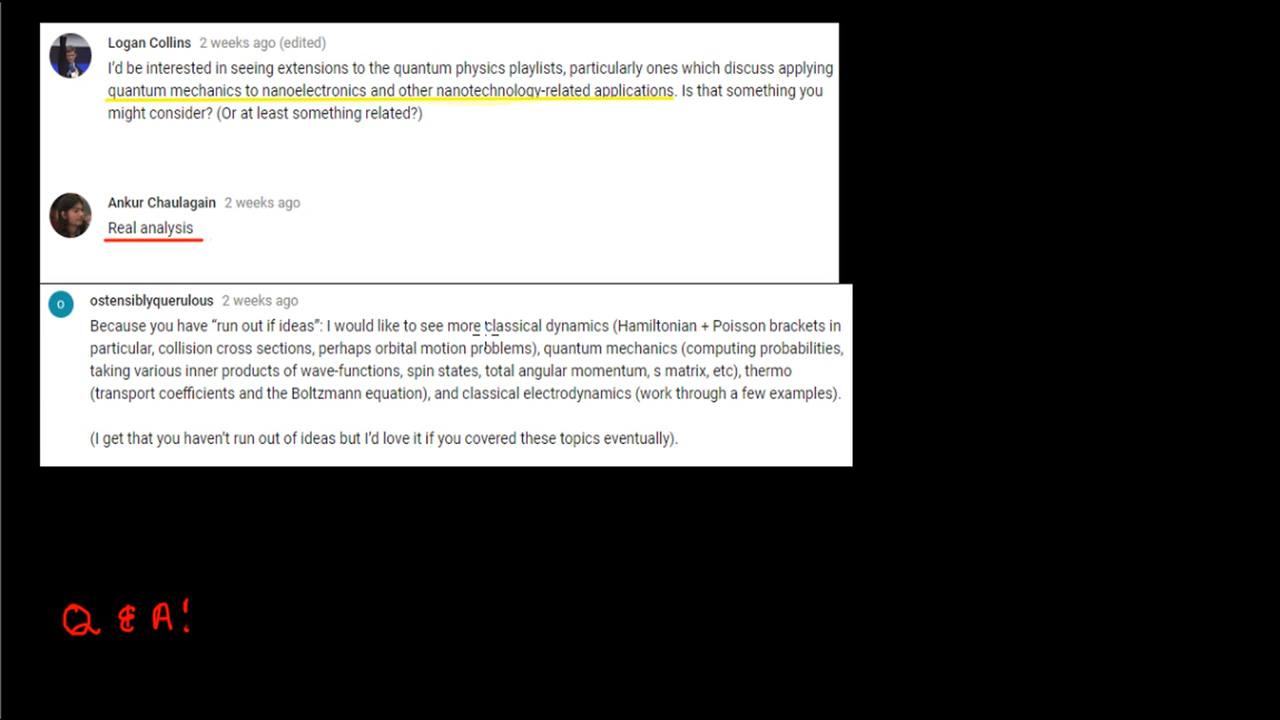 Logan Collins 2 weeks ago (edited)
I'd be interested in seeing extensions to the quantum physics playlists, particularly ones which discuss applying
quantum mechanics to nanoelectronics and other nanotechnology-related applications. Is that something you
might consider? (Or at least something related?)
Ankur Chaulagain 2 weeks ago
Real analysis
o
ostensiblyquerulous 2 weeks ago
Because you have “run out if ideas”: I would like to see more classical dynamics (Hamiltonian + Poisson brackets in
particular, collision cross sections, perhaps orbital motion problems), quantum mechanics (computing probabilities,
taking various inner products of wave-functions, spin states, total angular momentum, s matrix, etc), thermo
(transport coefficients and the Boltzmann equation), and classical electrodynamics (work through a few examples).
(I get that you haven't run out of ideas but I'd love it if you covered these topics eventually).
Q & A!